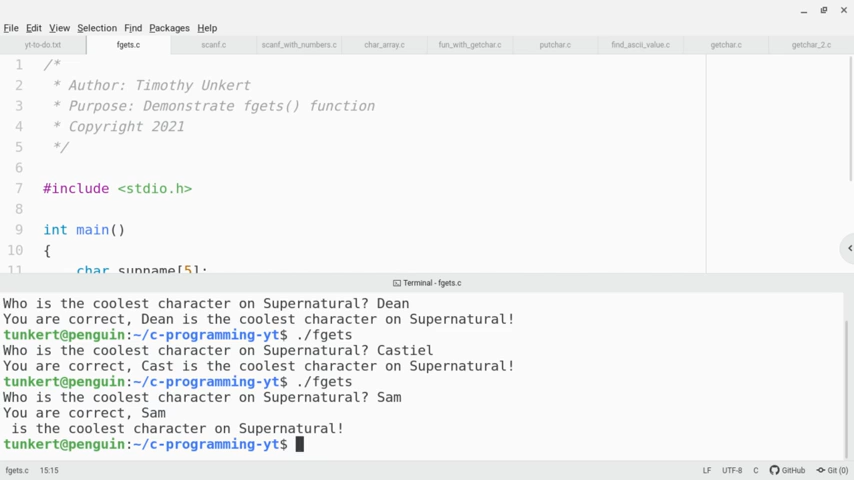 File Edit View Selection Find Packages Help
yt-to-do.txt fgets.c scanf.c scanf_with_numbers.c char_array.c fun_with_getchar.c putchar.c find_ascii_value.c getchar.c getchar_2.c
1 /*
2 * Author: Timothy Unkert
3 * Purpose: Demonstrate fgets() function
4 * Copyright 2021
5 */
6
7 #include <stdio.h>
8
9 int main()
10 {
11 char supname[5];
Terminal - fgets.c
Who is the coolest character on Supernatural? Dean
You are correct, Dean is the coolest character on Supernatural!
tunkert@penguin:~/c-programming-yt$ ./fgets
Who is the coolest character on Supernatural? Castiel
You are correct, Cast is the coolest character on Supernatural!
tunkert@penguin:~/c-programming-yt$ ./fgets
Who is the coolest character on Supernatural? Sam
You are correct, Sam
 is the coolest character on Supernatural!
tunkert@penguin:~/c-programming-yt$
fgets.c 15:15 LF UTF-8 C GitHub Git (0)